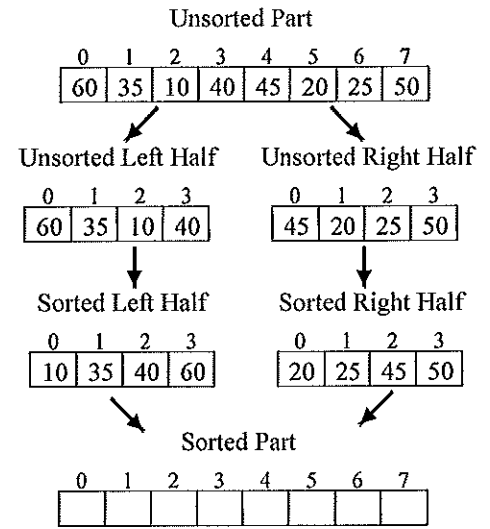 Unsorted Part
0 1 2 3 4 5 6 7
60 35 10 40 45 20 25 50
Unsorted Left Half Unsorted Right Half
0 1 2 3 0 1 2 3
60 35 10 40 45 20 25 50
Sorted Left Half Sorted Right Half
0 1 2 3 0 1 2 3
10 35 40 60 20 25 45 50
Sorted Part
0 1 2 3 4 5 6 7